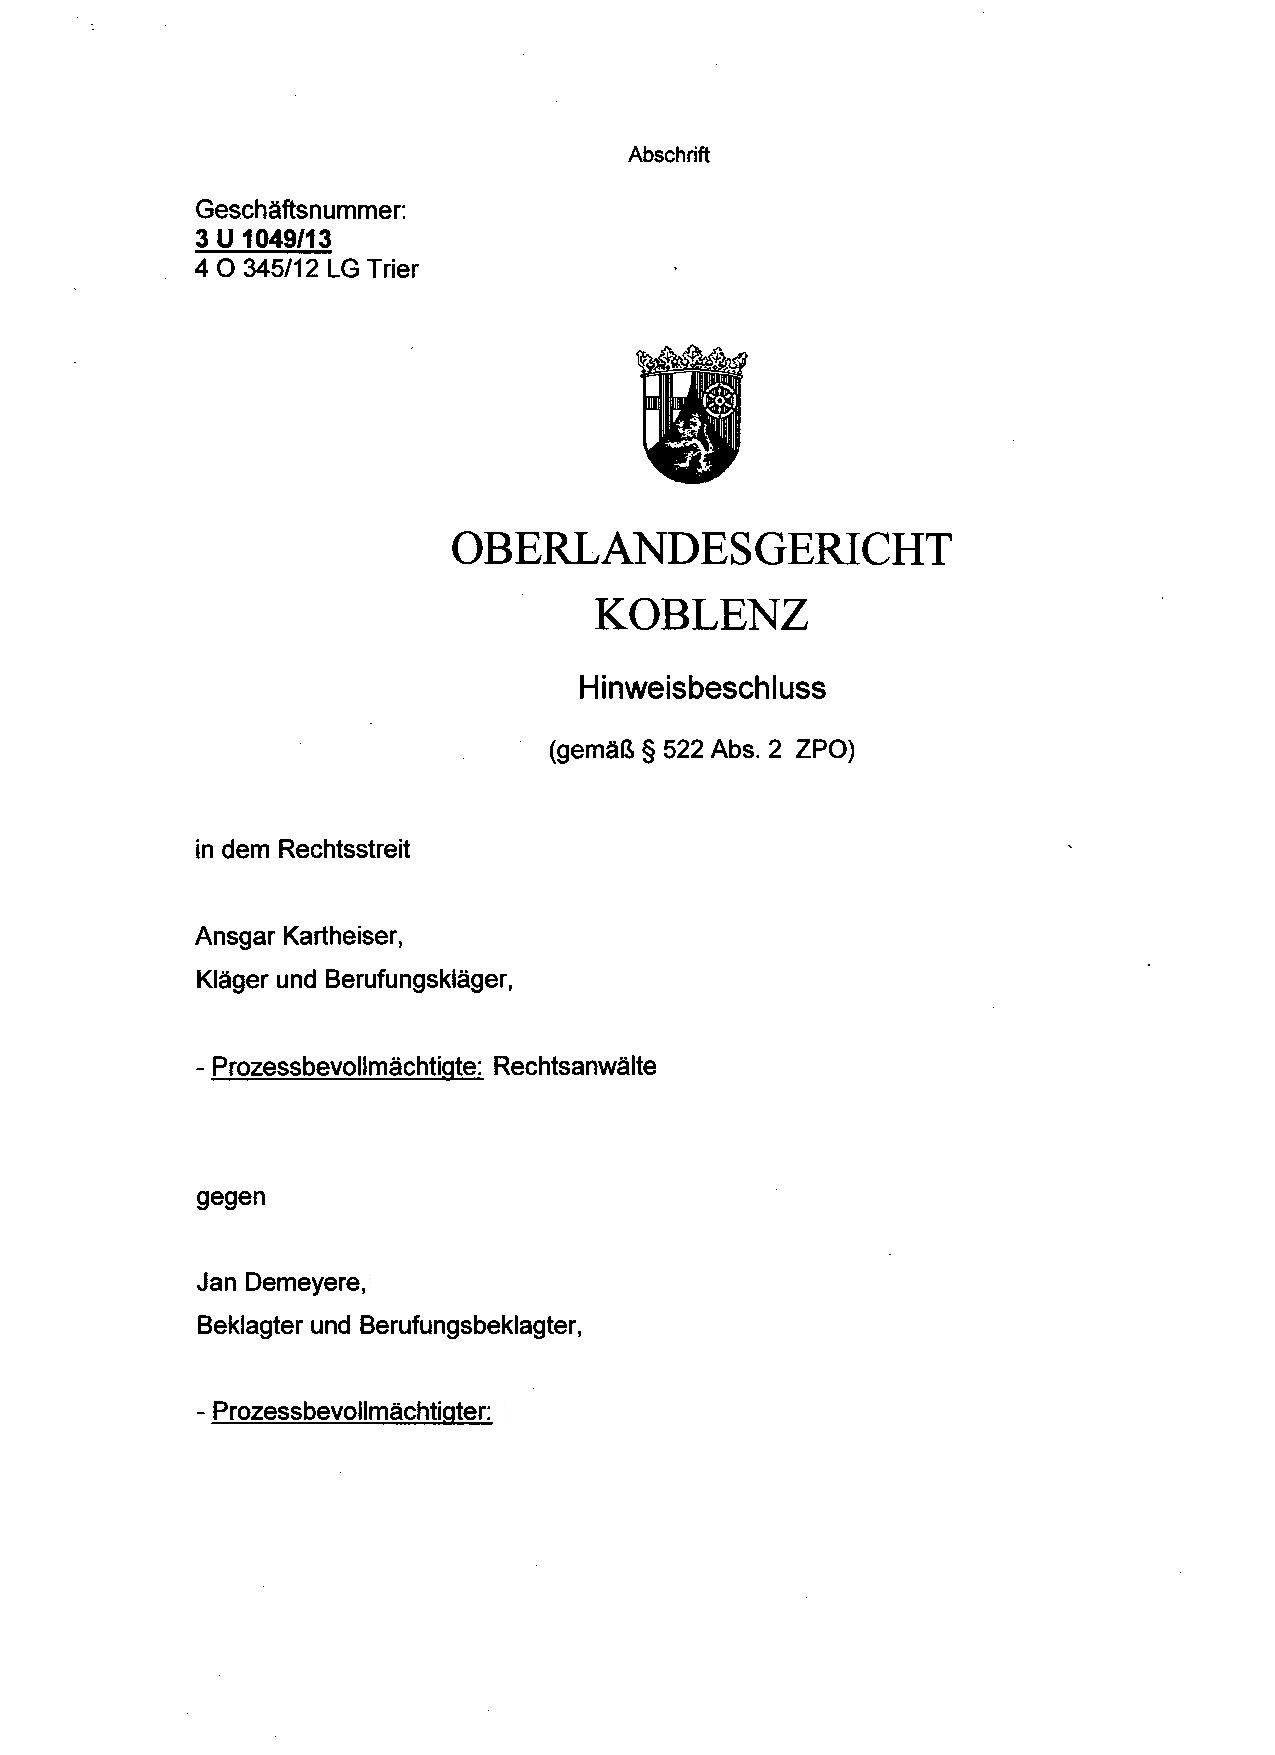 Abschrift
Geschäftsnummer:
3 U 1049/13
4 O 345/12 LG Trier
OBERLANDESGERICHT
KOBLENZ
Hinweisbeschluss
(gemäß § 522 Abs. 2 ZPO)
in dem Rechtsstreit
Ansgar Kartheiser,
Kläger und Berufungskläger,
- Prozessbevollmächtigte: Rechtsanwälte
gegen
Jan Demeyere,
Beklagter und Berufungsbeklagter,
- Prozessbevollmächtigter: